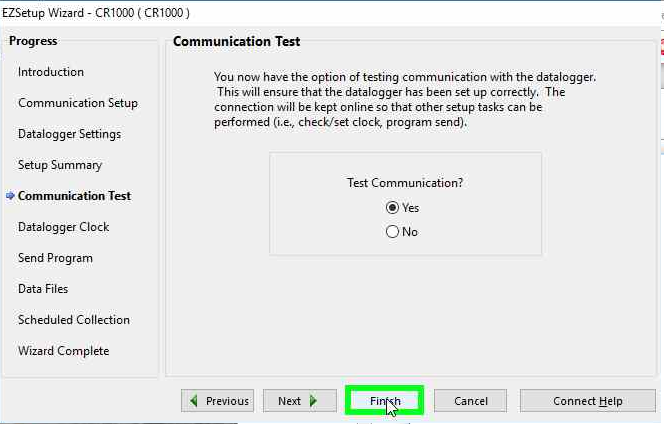 EZSetup Wizard - CR1000 ( CR1000 )
Progress
Introduction
Communication Setup
Datalogger Settings
Setup Summary
Communication Test
Datalogger Clock
Send Program
Data Files
Scheduled Collection
Wizard Complete
Communication Test
You now have the option of testing communication with the datalogger.
This will ensure that the datalogger has been set up correctly. The
connection will be kept online so that other setup tasks can be
performed (i.e., check/set clock, program send).
Test Communication?
Yes
No
Previous
Next
Finish
Cancel
Connect Help